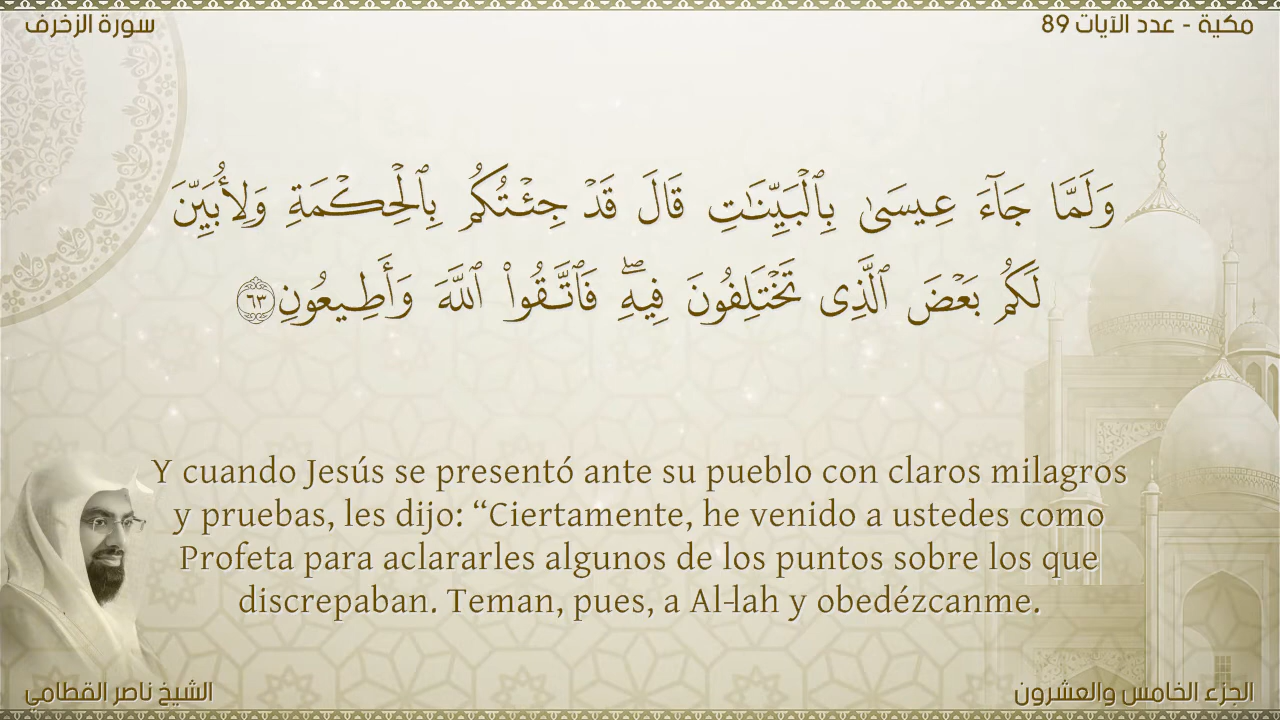 سورة الزخرف
مكية - عدد الآيات 89
وَلَمَّا جَآءَ عِيسَىٰ بِٱلْبَيِّنَـٰتِ قَالَ قَدْ جِئْتُكُم بِٱلْحِكْمَةِ وَلِأُبَيِّنَ
لَكُم بَعْضَ ٱلَّذِى تَخْتَلِفُونَ فِيهِ ۖ فَٱتَّقُوا۟ ٱللَّهَ وَأَطِيعُونِ ٦٣
Y cuando Jesús se presentó ante su pueblo con claros milagros
y pruebas, les dijo: “Ciertamente, he venido a ustedes como
Profeta para aclararles algunos de los puntos sobre los que
discrepaban. Teman, pues, a Al-lah y obedézcanme.
الشيخ ناصر القطامي
الجزء الخامس والعشرون